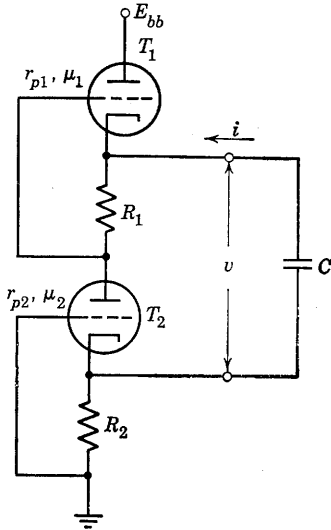 E_bb
T_1
r_p1, μ_1
i
R_1
v
C
r_p2, μ_2
T_2
R_2